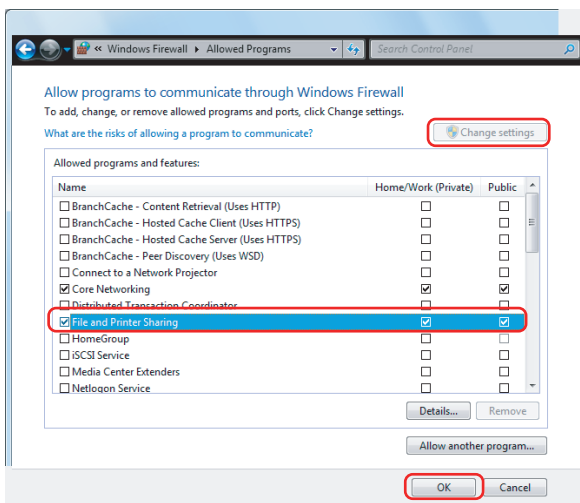 « Windows Firewall ▸ Allowed Programs Search Control Panel
Allow programs to communicate through Windows Firewall
To add, change, or remove allowed programs and ports, click Change settings.
What are the risks of allowing a program to communicate? Change settings
Allowed programs and features:
Name Home/Work (Private) Public
BranchCache - Content Retrieval (Uses HTTP)
BranchCache - Hosted Cache Client (Uses HTTPS)
BranchCache - Hosted Cache Server (Uses HTTPS)
BranchCache - Peer Discovery (Uses WSD)
Connect to a Network Projector
Core Networking
Distributed Transaction Coordinator
File and Printer Sharing
HomeGroup
iSCSI Service
Media Center Extenders
Netlogon Service
Details... Remove
Allow another program...
OK Cancel